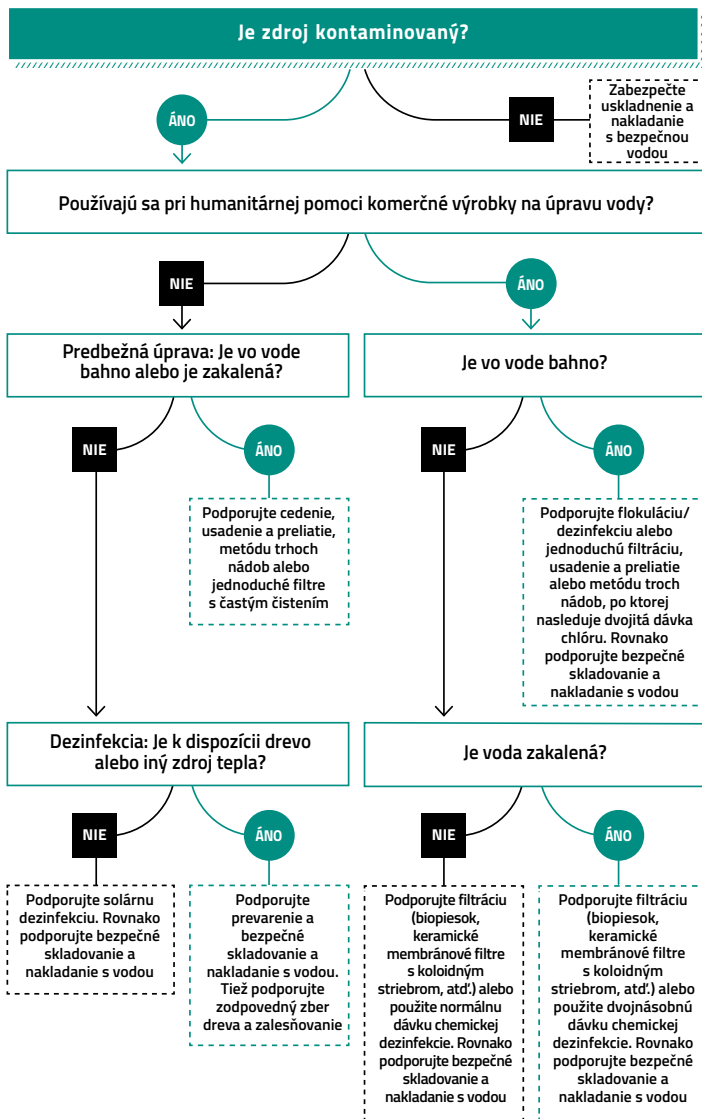 Je zdroj kontaminovaný?
ÁNO
NIE
Zabezpečte
uskladnenie a
nakladanie
s bezpečnou
vodou
Používajú sa pri humanitárnej pomoci komerčné výrobky na úpravu vody?
NIE
ÁNO
Predbežná úprava: Je vo vode
bahno alebo je zakalená?
Je vo vode bahno?
NIE
ÁNO
NIE
ÁNO
Podporujte cedenie,
usadenie a preliatie,
metódu trhoch
nádob alebo
jednoduché filtre
s častým čistením
Podporujte flokuláciu/
dezinfekciu alebo
jednoduchú filtráciu,
usadenie a preliatie
alebo metódu troch
nádob, po ktorej
nasleduje dvojitá dávka
chlóru. Rovnako
podporujte bezpečné
skladovanie a
nakladanie s vodou
Dezinfekcia: Je k dispozícii drevo
alebo iný zdroj tepla?
Je voda zakalená?
NIE
ÁNO
NIE
ÁNO
Podporujte solárnu
dezinfekciu. Rovnako
podporujte bezpečné
skladovanie a
nakladanie s vodou
Podporujte
prevarenie a
bezpečné
skladovanie a
nakladanie s vodou.
Tiež podporujte
zodpovedný zber
dreva a zalesňovanie
Podporujte filtráciu
(biopiesok,
keramické
membránové filtre
s koloidným
striebrom, atď.) alebo
použite normálnu
dávku chemickej
dezinfekcie. Rovnako
podporujte bezpečné
skladovanie a
nakladanie s vodou
Podporujte filtráciu
(biopiesok,
keramické
membránové filtre
s koloidným
striebrom, atď.) alebo
použite dvojnásobnú
dávku chemickej
dezinfekcie. Rovnako
podporujte bezpečné
skladovanie a
nakladanie s vodou